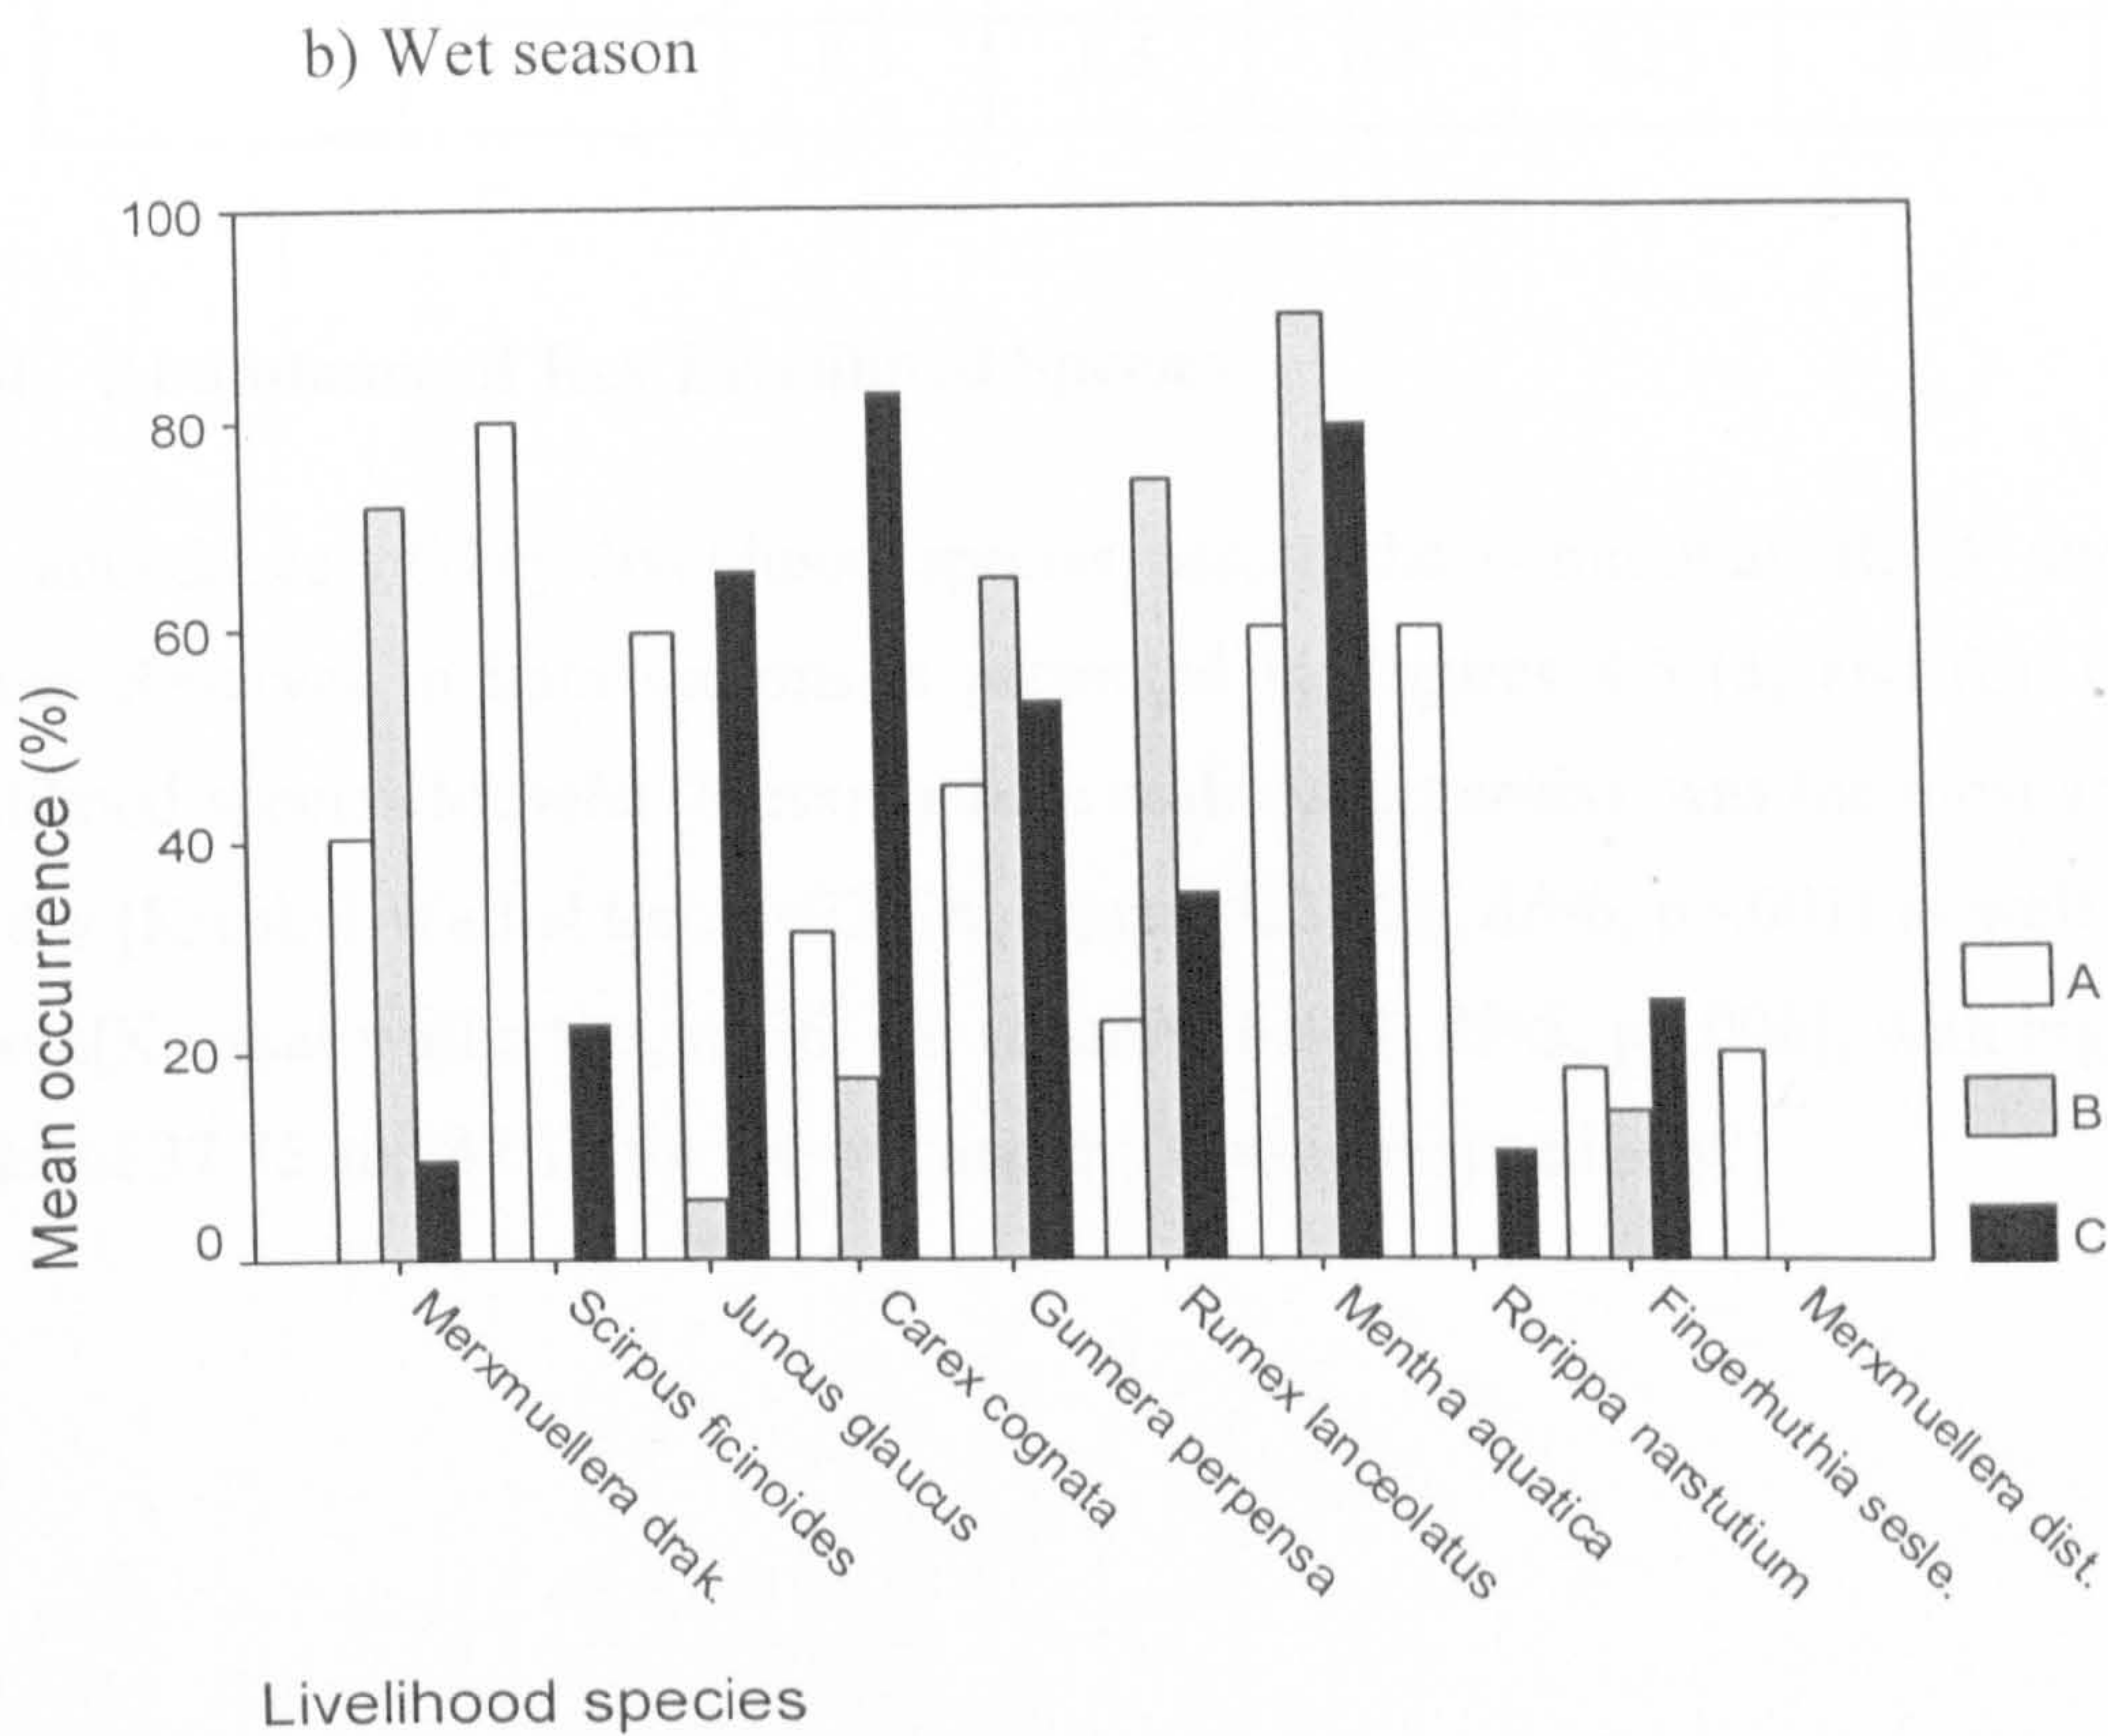 b) Wet season
100
80
60
40
20
0
Mean occurrence (%)
A
B
C
Merxmuellera drak.
Scirpus ficinoides
Juncus glaucus
Carex cognata
Gunnera perpensa
Rumex lanceolatus
Mentha aquatica
Rorippa narstutium
Fingerhuthia sesle.
Merxmuellera dist.
Livelihood species